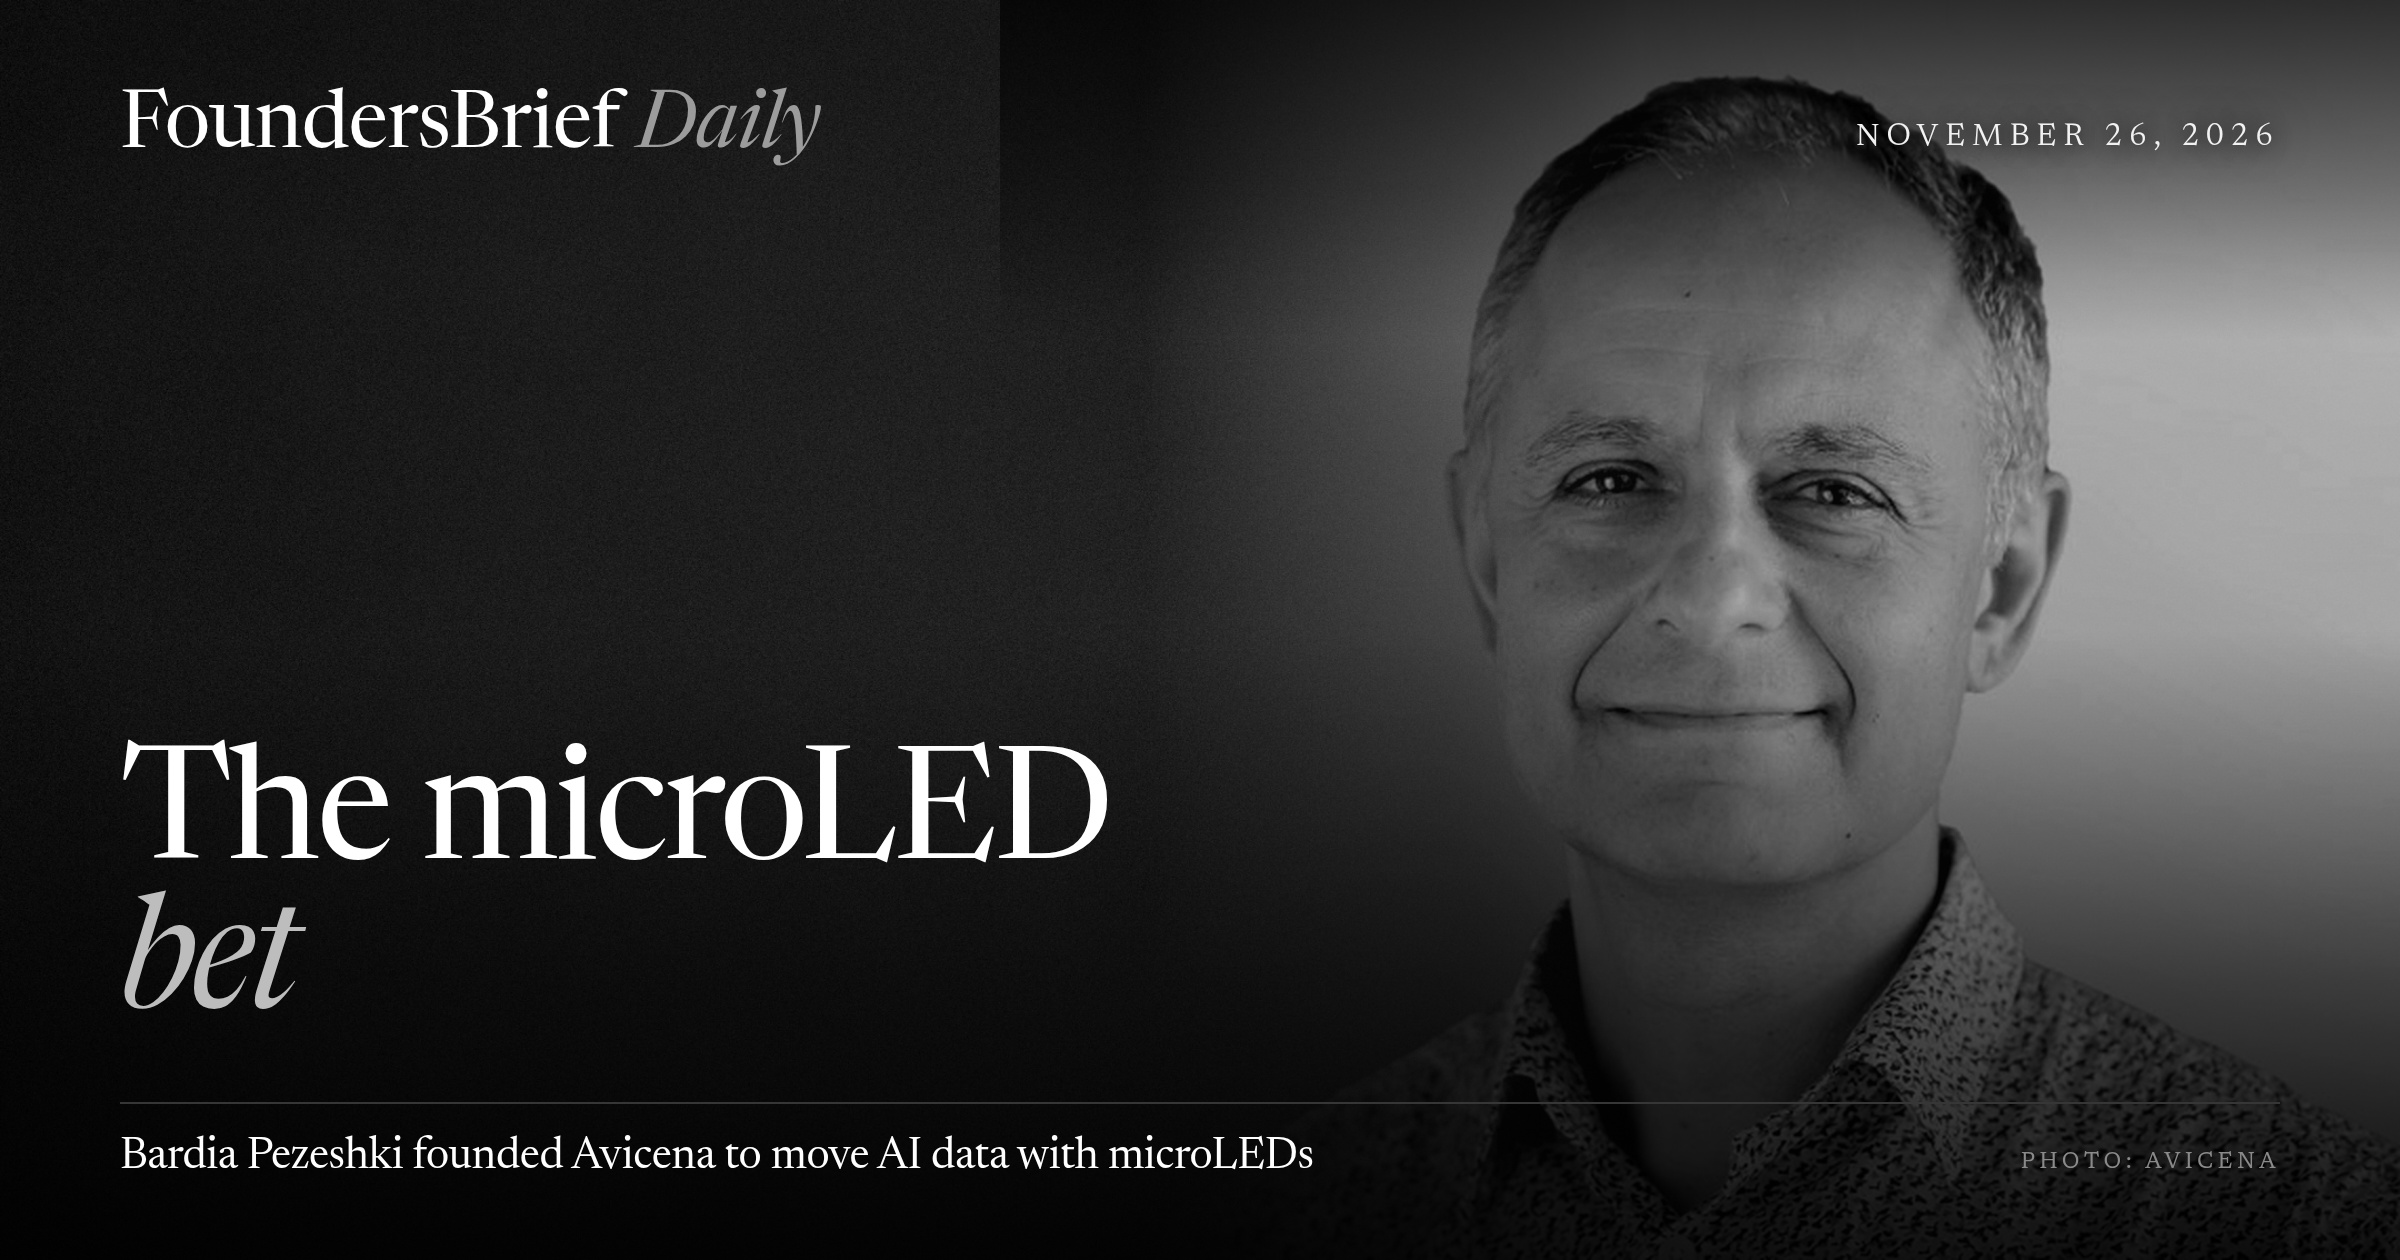 FoundersBrief Daily
NOVEMBER 26, 2026
The microLED
bet
Bardia Pezeshki founded Avicena to move AI data with microLEDs
PHOTO: AVICENA